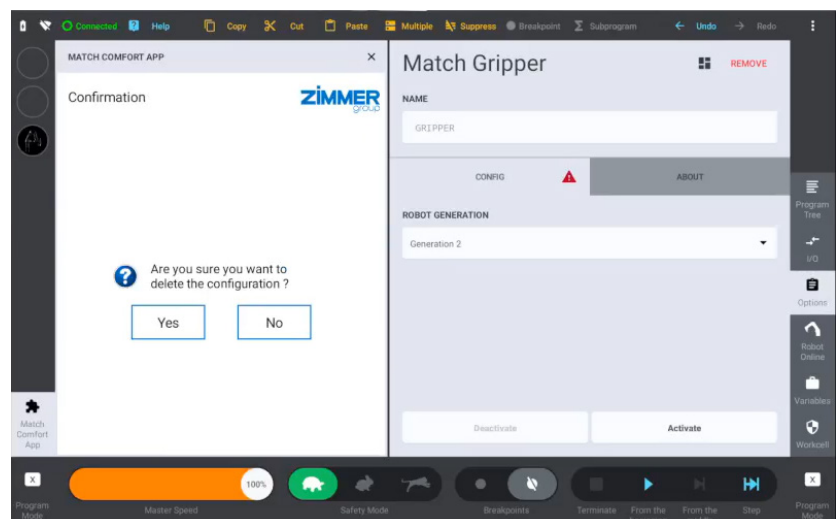 Connected
Help
Copy
Cut
Paste
Multiple
Suppress
Breakpoint
Subprogram
Undo
Redo
MATCH COMFORT APP
Confirmation
ZIMMER
group
Are you sure you want to
delete the configuration ?
Yes
No
Match Gripper
REMOVE
NAME
GRIPPER
CONFIG
ABOUT
ROBOT GENERATION
Generation 2
Deactivate
Activate
Match
Comfort
App
Program
Tree
I/O
Options
Robot
Online
Variables
Workcell
X
Program
Mode
100%
Master Speed
Safety Mode
Breakpoints
Terminate
From the
From the
Step
X
Program
Mode